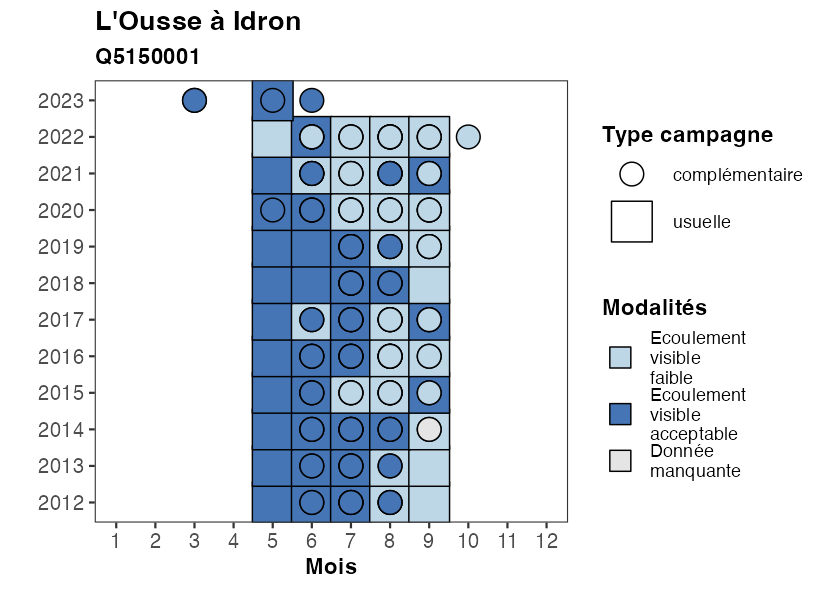 L'Ousse à Idron
Q5150001
2023
2022
2021
2020
2019
2018
2017
2016
2015
2014
2013
2012
1 2 3 4 5 6 7 8 9 10 11 12
Mois
Type campagne
complémentaire
usuelle
Modalités
Ecoulement
visible
faible
Ecoulement
visible
acceptable
Donnée
manquante